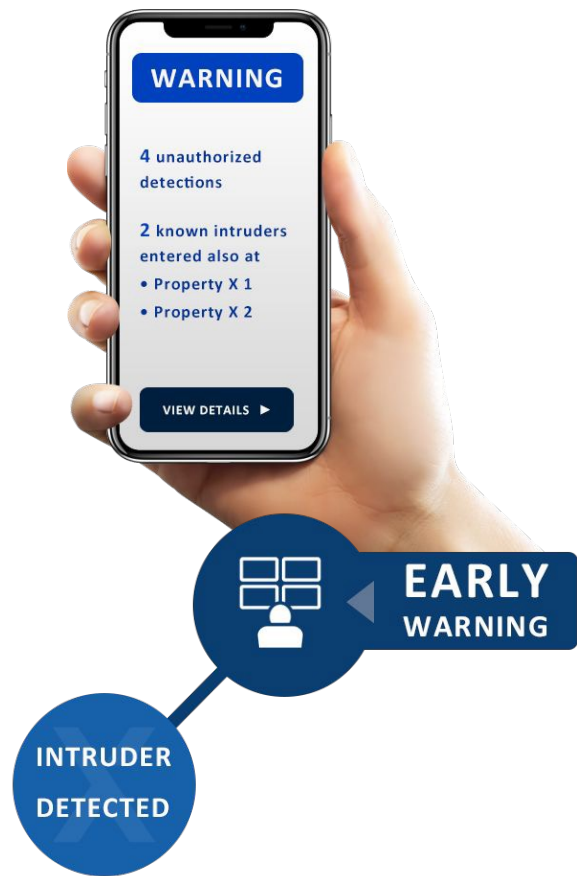 WARNING
4 unauthorized
detections
2 known intruders
entered also at
• Property X 1
• Property X 2
VIEW DETAILS ►
EARLY
WARNING
INTRUDER
DETECTED
X